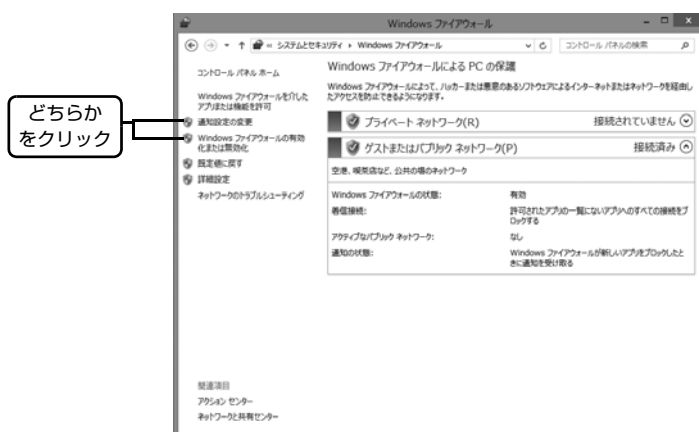 Windows ファイアウォール
システムとセキュリティ ▸ Windows ファイアウォール
コントロール パネルの検索
どちらか
をクリック
コントロール パネル ホーム
Windows ファイアウォールを介した
アプリまたは機能を許可
通知設定の変更
Windows ファイアウォールの有効
化または無効化
既定値に戻す
詳細設定
ネットワークのトラブルシューティング
Windows ファイアウォールによる PC の保護
Windows ファイアウォールによって、ハッカーまたは悪意のあるソフトウェアによるインターネットまたはネットワークを経由し
たアクセスを防止できるようになります。
プライベート ネットワーク(R) 接続されていません
ゲストまたはパブリック ネットワーク(P) 接続済み
空港、喫茶店など、公共の場のネットワーク
Windows ファイアウォールの状態: 有効
着信接続: 許可されたアプリの一覧にないアプリへのすべての接続をブ
ロックする
アクティブなパブリック ネットワーク: なし
通知の状態: Windows ファイアウォールが新しいアプリをブロックしたと
きに通知を受け取る
関連項目
アクション センター
ネットワークと共有センター